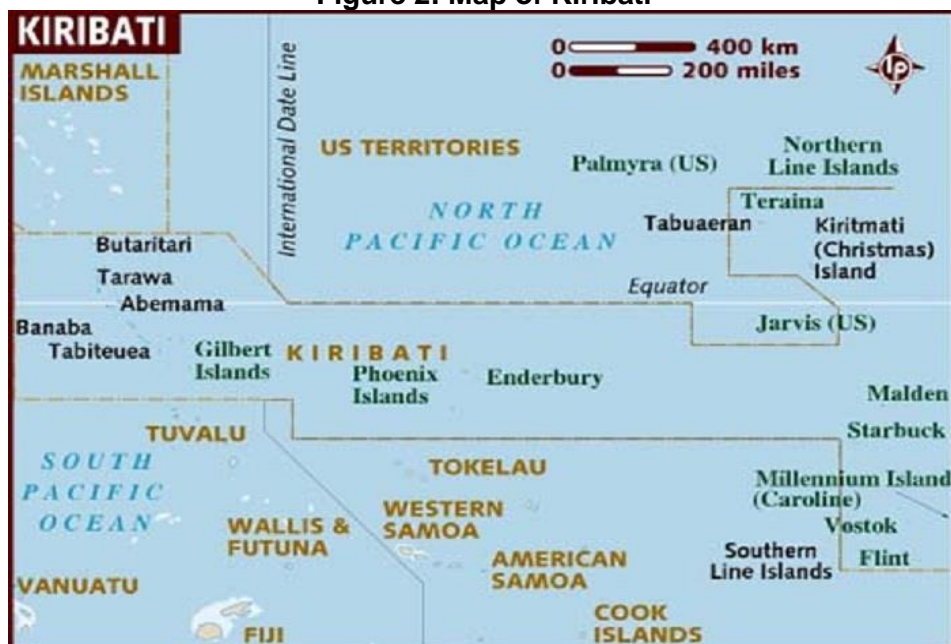 Figure 2. Map of Kiribati
KIRIBATI
0 400 km
0 200 miles
LP
MARSHALL
ISLANDS
International Date Line
US TERRITORIES
Palmyra (US)
Northern
Line Islands
Teraina
NORTH
PACIFIC OCEAN
Tabuaeran
Kiritmati
(Christmas)
Island
Butaritari
Tarawa
Abemama
Equator
Banaba
Tabiteuea
Jarvis (US)
Gilbert
Islands
KIRIBATI
Phoenix
Islands
Enderbury
Malden
TUVALU
Starbuck
SOUTH
PACIFIC
OCEAN
TOKELAU
Millennium Island
(Caroline)
WESTERN
SAMOA
WALLIS &
FUTUNA
Vostok
AMERICAN
SAMOA
Southern
Line Islands
Flint
VANUATU
FIJI
COOK
ISLANDS